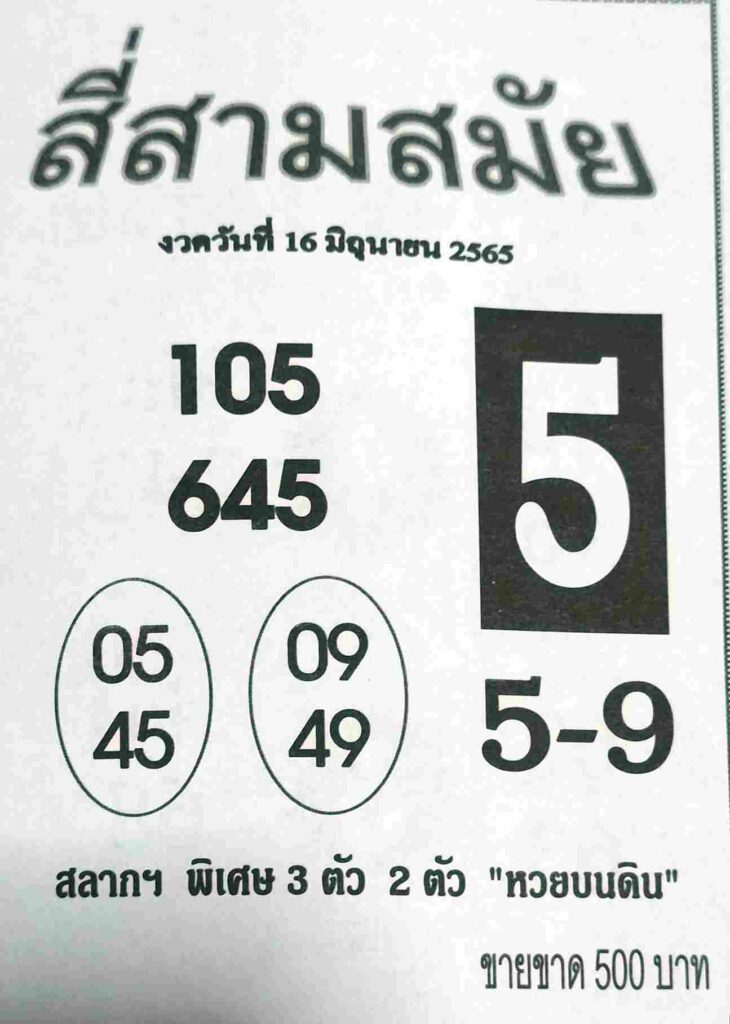 สี่สามสมัย
งวดวันที่ 16 มิถุนายน 2565
105
645
5
05
45
09
49
5-9
สลากฯ พิเศษ 3 ตัว 2 ตัว "หวยบนดิน"
ขายขาด 500 บาท